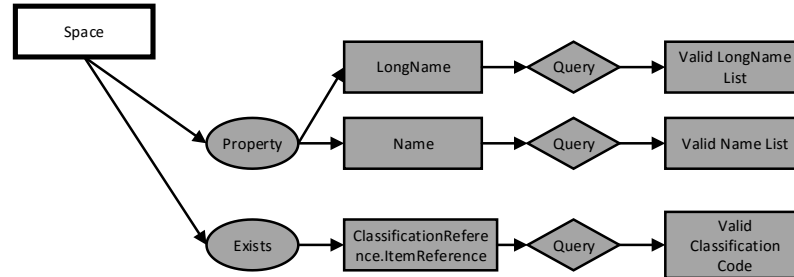 Space
LongName
Query
Valid LongName
List
Property
Name
Query
Valid Name List
Exists
ClassificationRefere
nce.ItemReference
Query
Valid
Classification
Code